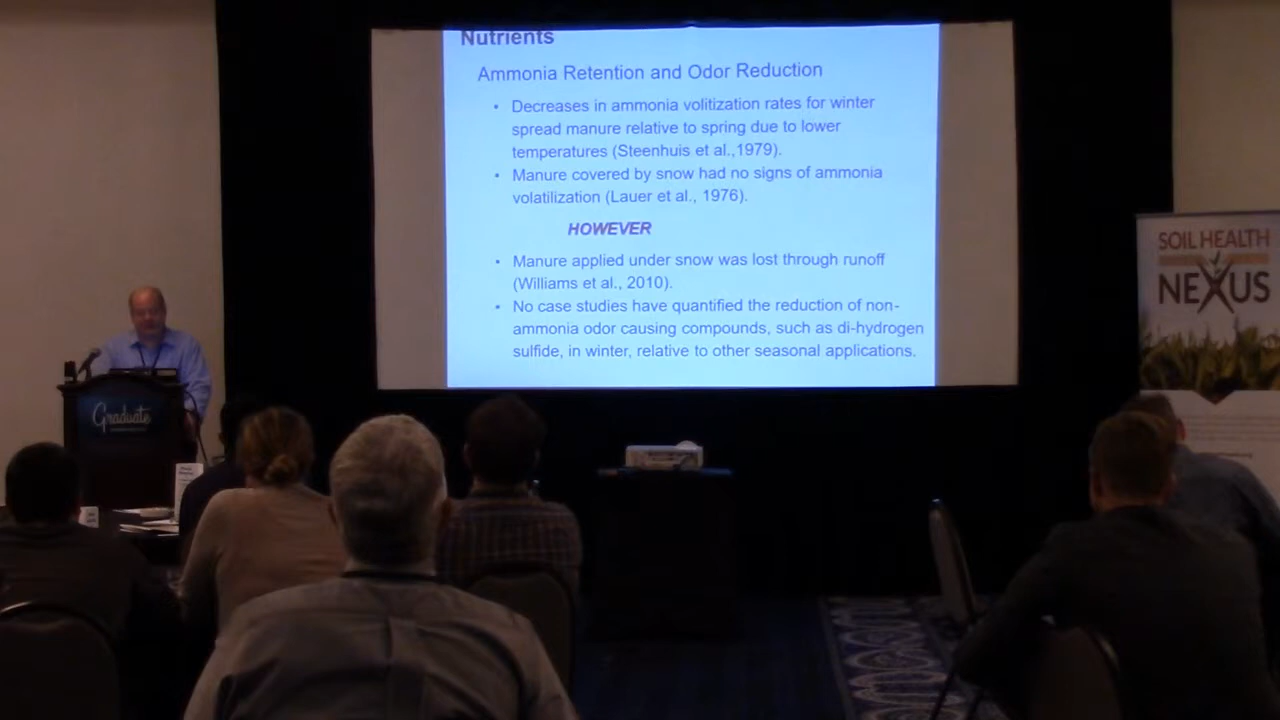 Nutrients
Ammonia Retention and Odor Reduction
• Decreases in ammonia volitization rates for winter
spread manure relative to spring due to lower
temperatures (Steenhuis et al.,1979).
• Manure covered by snow had no signs of ammonia
volatilization (Lauer et al., 1976).
HOWEVER
• Manure applied under snow was lost through runoff
(Williams et al., 2010).
• No case studies have quantified the reduction of non-
ammonia odor causing compounds, such as di-hydrogen
sulfide, in winter, relative to other seasonal applications.
Graduate
SOIL HEALTH
NEXUS